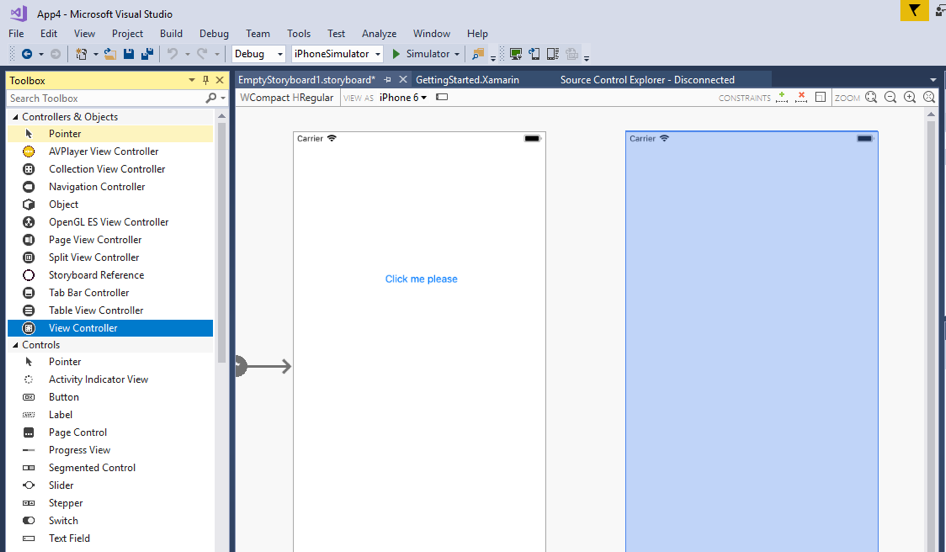 App4 - Microsoft Visual Studio
File Edit View Project Build Debug Team Tools Test Analyze Window Help
Debug iPhoneSimulator Simulator
Toolbox
EmptyStoryboard1.storyboard* GettingStarted.Xamarin Source Control Explorer - Disconnected
Search Toolbox
WCompact HRegular VIEW AS iPhone 6 CONSTRAINTS ZOOM
Controllers & Objects
Pointer
AVPlayer View Controller
Collection View Controller
Navigation Controller
Object
OpenGL ES View Controller
Page View Controller
Split View Controller
Storyboard Reference
Tab Bar Controller
Table View Controller
View Controller
Controls
Pointer
Activity Indicator View
Button
Label
Page Control
Progress View
Segmented Control
Slider
Stepper
Switch
Text Field
Carrier
Click me please
Carrier